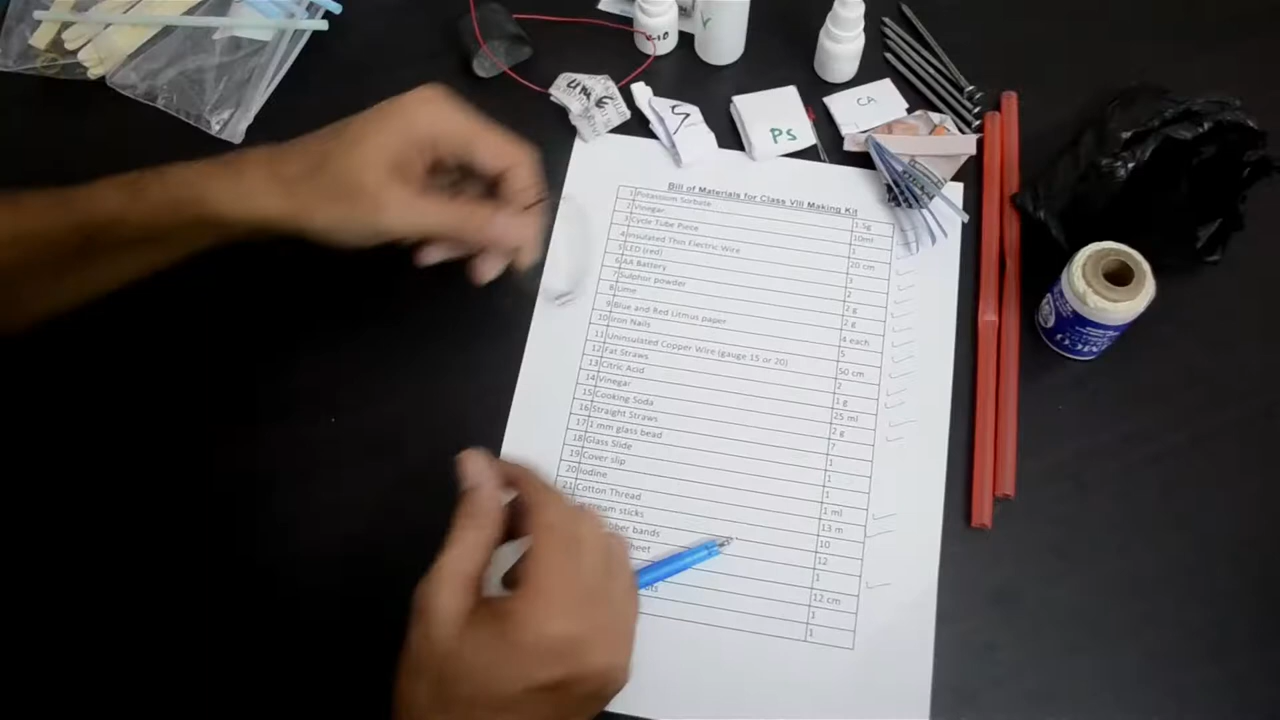 LIME
S
PS
CA
Bill of Materials for Class VIII Making Kit
1 Potassium Sorbate 1.5g
2 Vinegar 10ml
3 Cycle Tube Piece 1
4 Insulated Thin Electric Wire 20 cm
5 LED (red) 3
6 AA Battery 2
7 Sulphor powder 2 g
8 Lime 2 g
9 Blue and Red Litmus paper 4 each
10 Iron Nails 5
11 Uninsulated Copper Wire (gauge 15 or 20) 50 cm
12 Fat Straws 2
13 Citric Acid 1 g
14 Vinegar 25 ml
15 Cooking Soda 2 g
16 Straight Straws 7
17 1 mm glass bead 1
18 Glass Slide 1
19 Cover slip 1
20 Iodine 1 ml
21 Cotton Thread 13 m
cream sticks 10
bands 12
1
12 cm
1
1